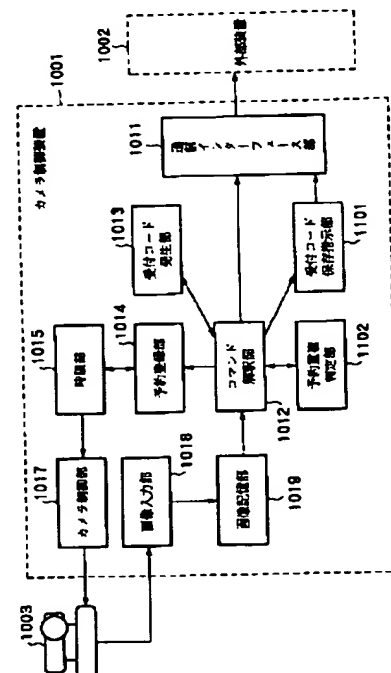 カメラ制御装置
1001
1002
外部装置
1003
1017
カメラ制御部
1015
時計部
1014
予約登録部
1013
受付コード
発生部
1011
通信インターフェース部
1018
画像入力部
1019
画像記憶部
1012
コマンド
解釈部
1102
予約重複
判定部
1101
受付コード
保存指示部